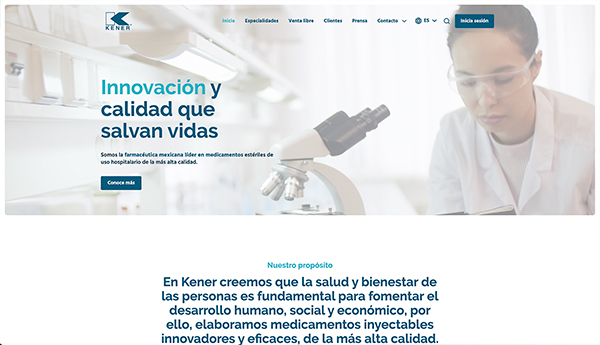 KENER
Inicio Especialidades Venta libre Clientes Prensa Contacto ES Inicia sesión
Innovación y
calidad que
salvan vidas
Somos la farmacéutica mexicana líder en medicamentos estériles de
uso hospitalario de la más alta calidad.
Conoce más
Nuestro propósito
En Kener creemos que la salud y bienestar de
las personas es fundamental para fomentar el
desarrollo humano, social y económico, por
ello, elaboramos medicamentos inyectables
innovadores y eficaces, de la más alta calidad.